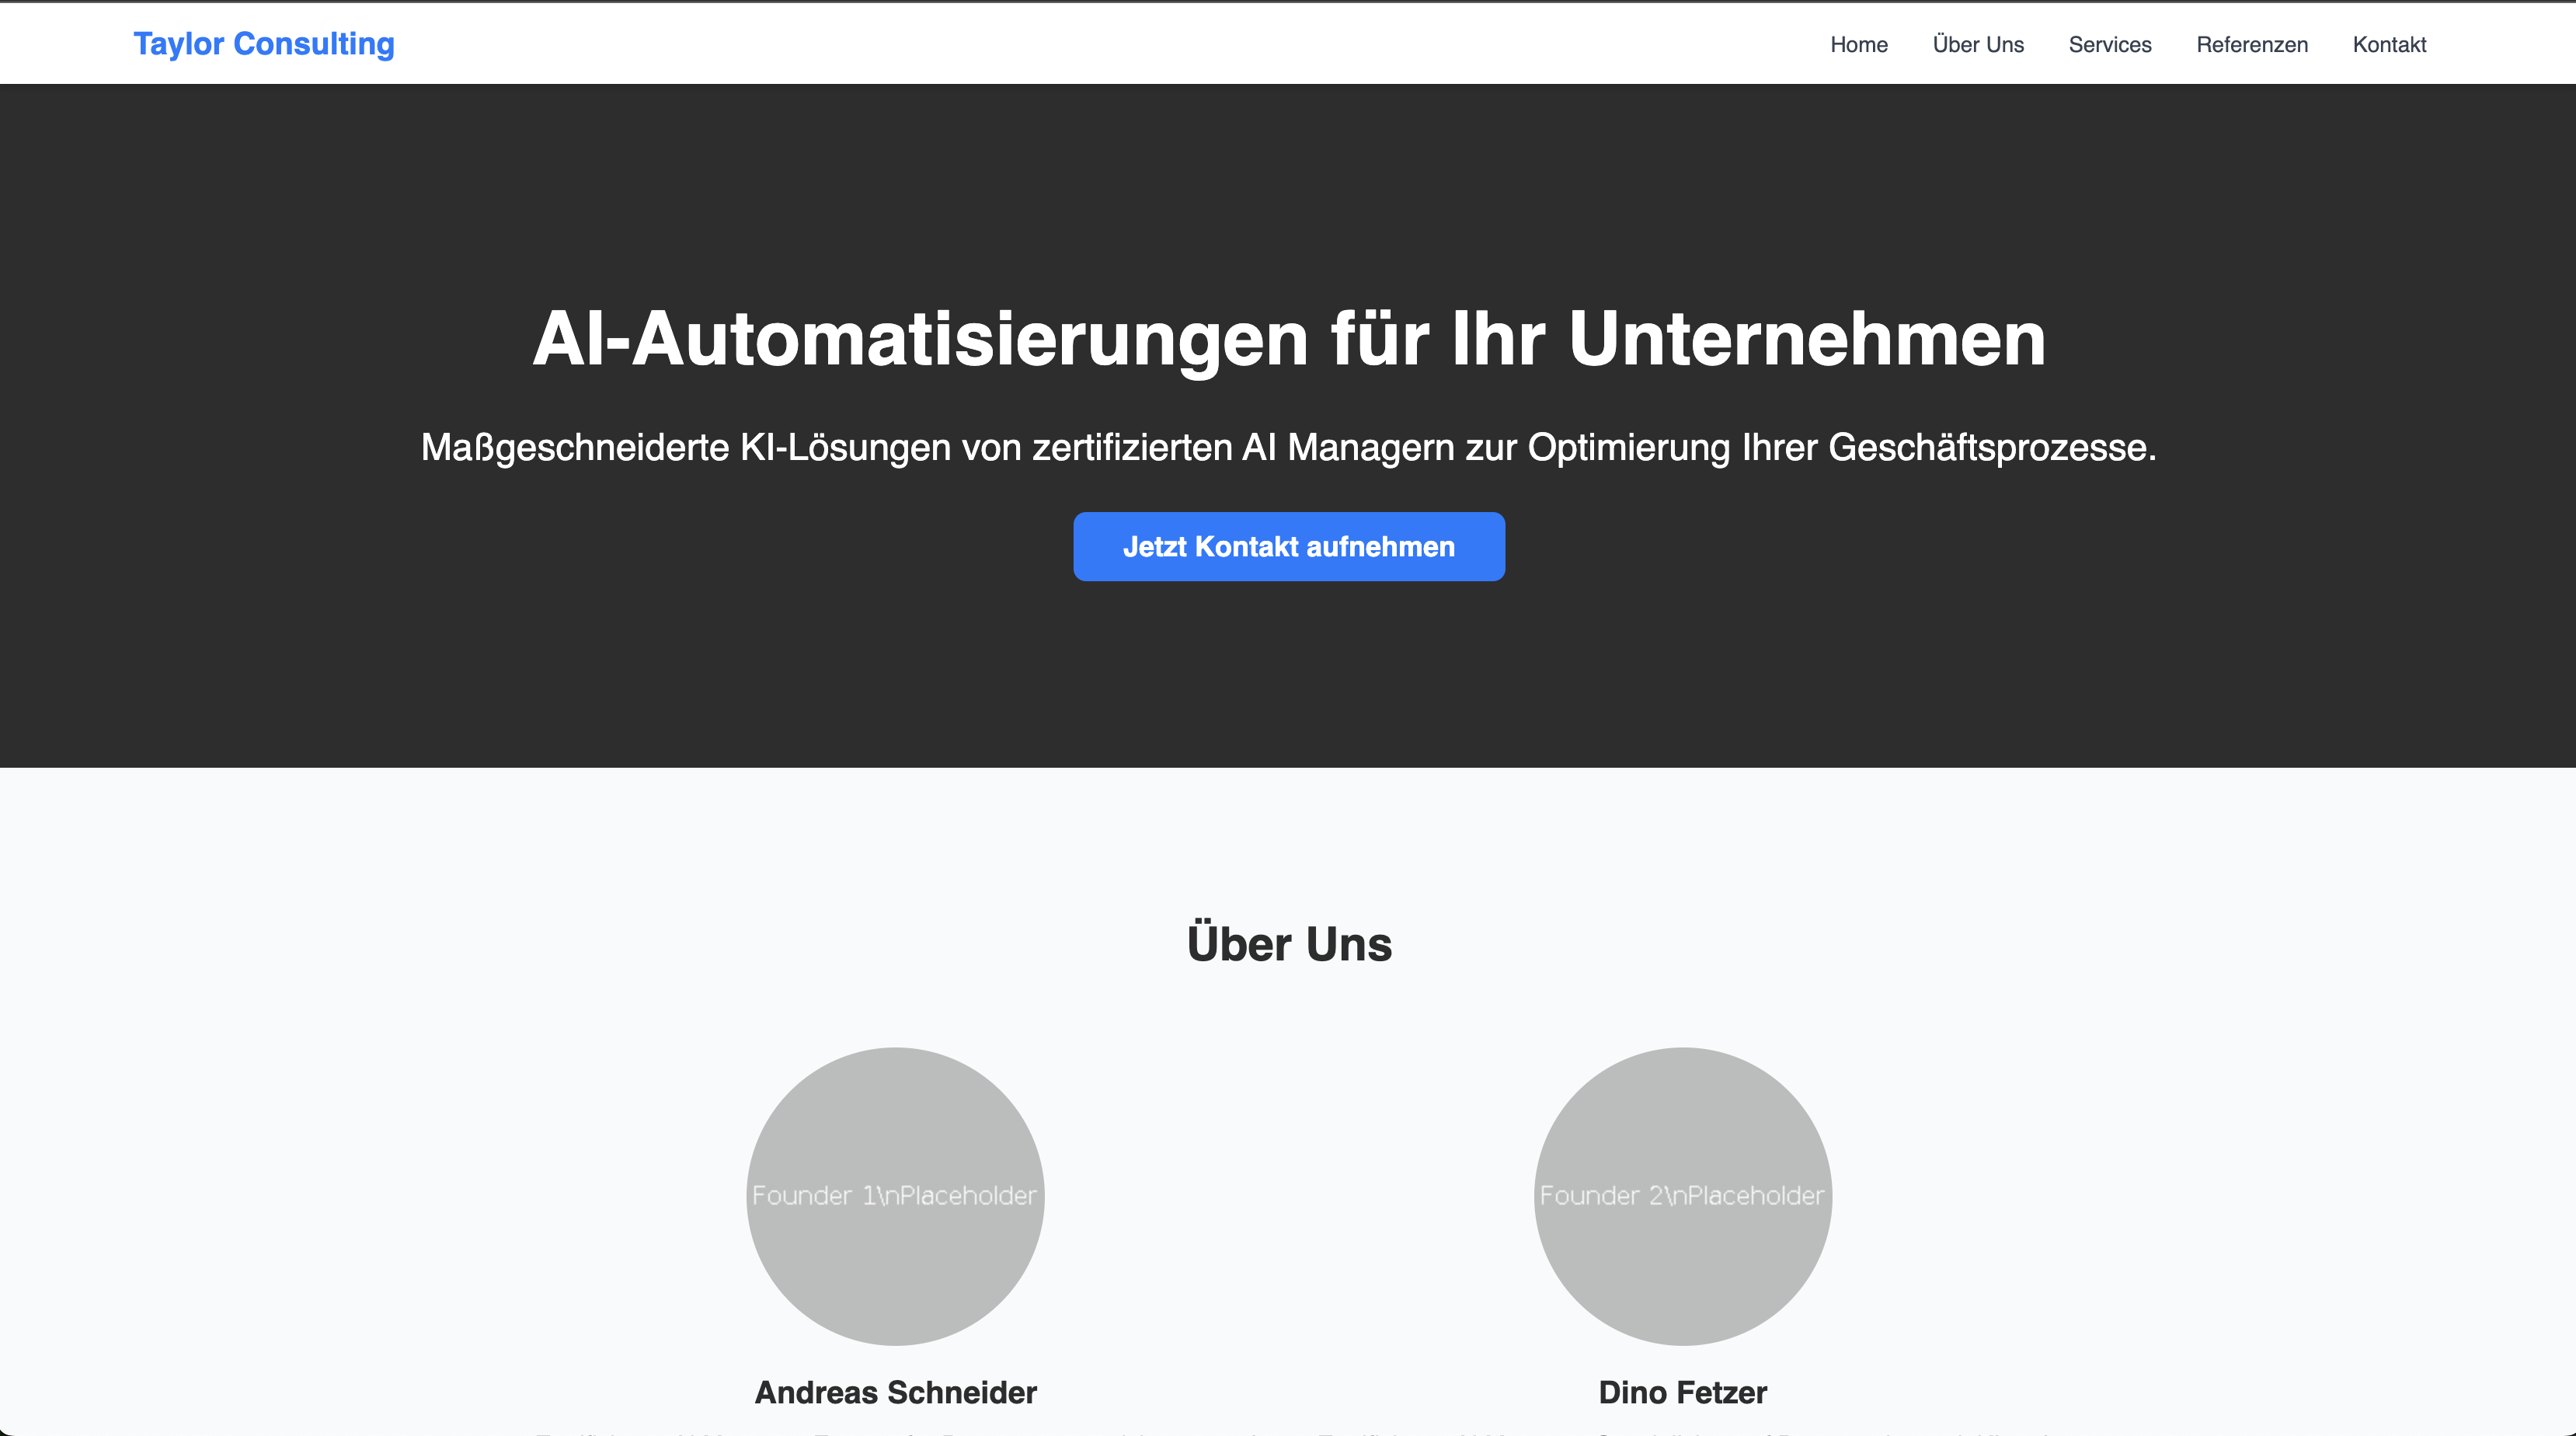 Taylor Consulting
Home Über Uns Services Referenzen Kontakt
AI-Automatisierungen für Ihr Unternehmen
Maßgeschneiderte KI-Lösungen von zertifizierten AI Managern zur Optimierung Ihrer Geschäftsprozesse.
Jetzt Kontakt aufnehmen
Über Uns
Founder 1\nPlaceholder
Founder 2\nPlaceholder
Andreas Schneider
Dino Fetzer